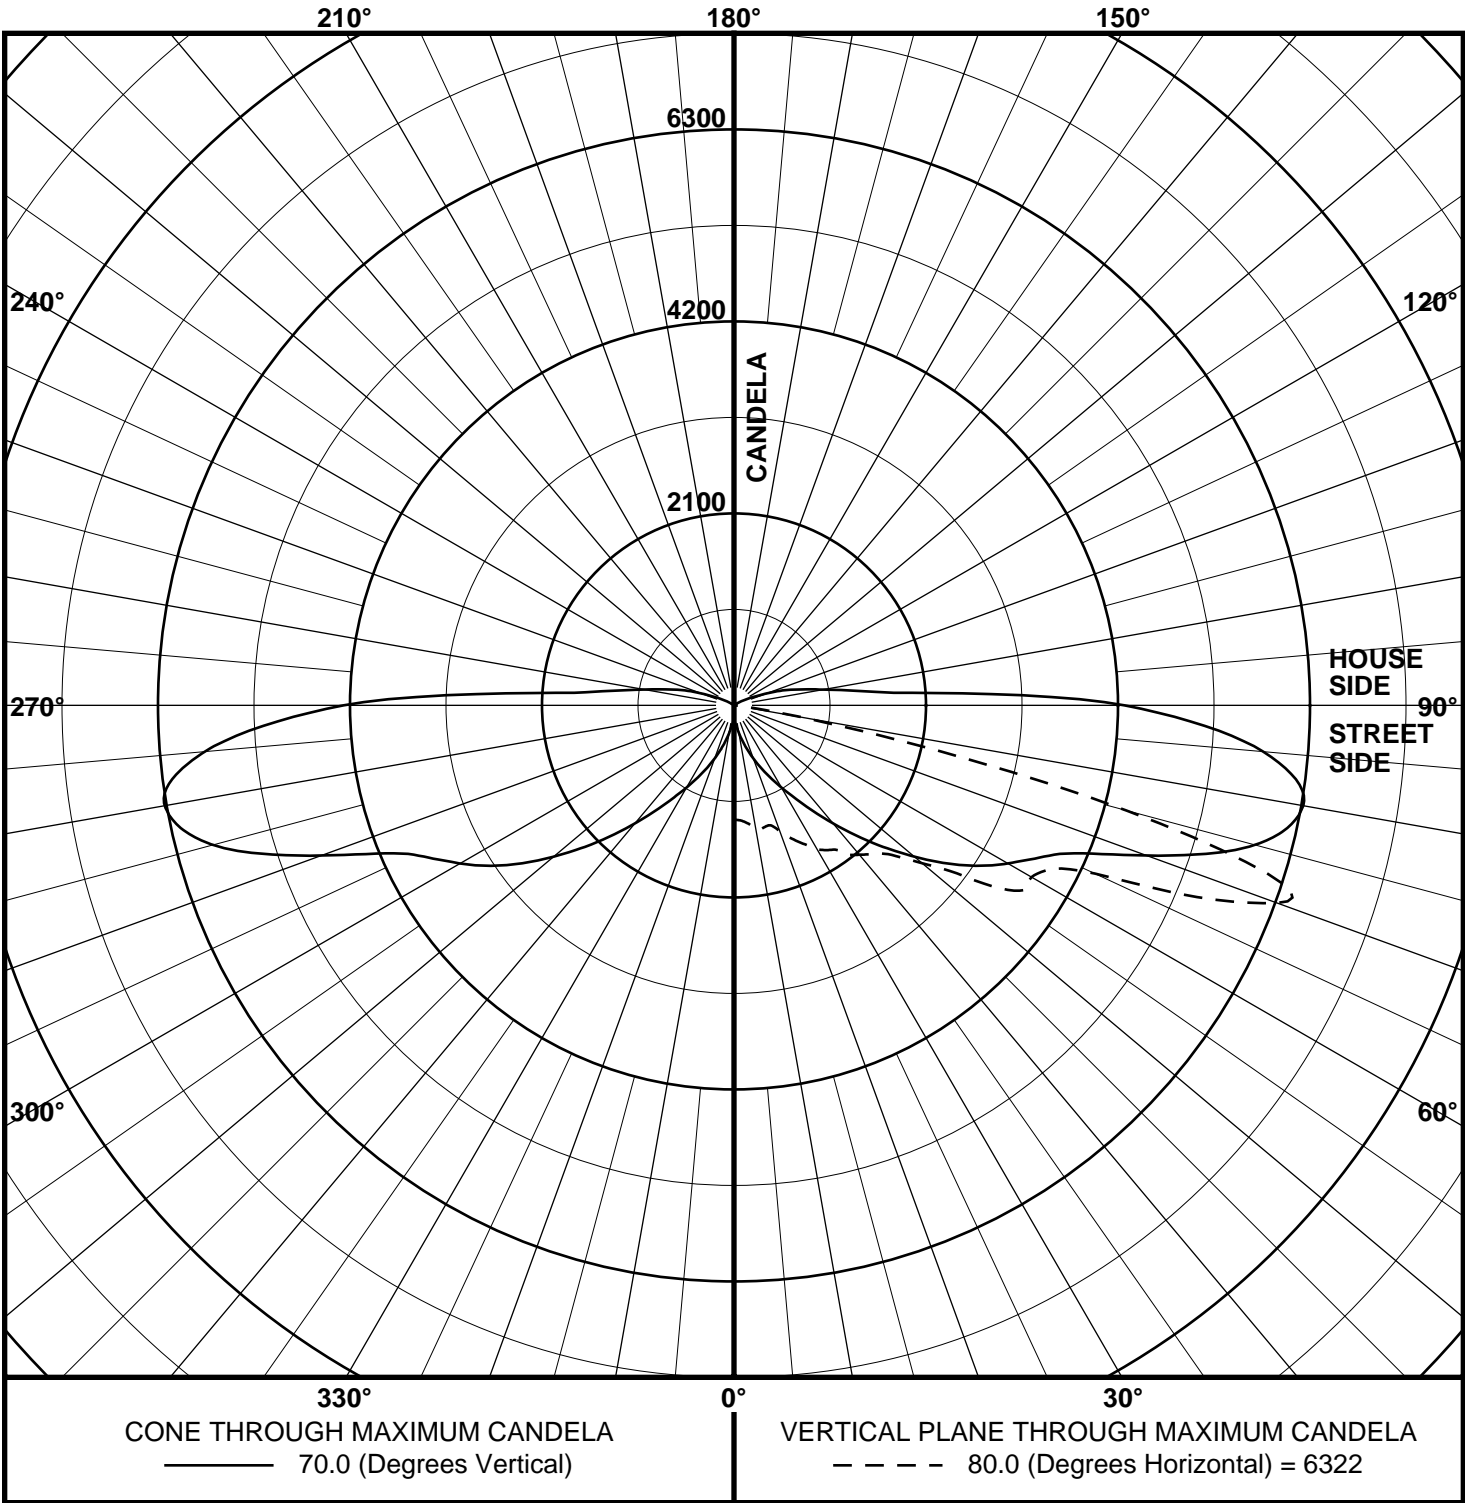 210°
180°
150°
6300
240°
120°
4200
CANDELA
2100
HOUSE
SIDE
270°
90°
STREET
SIDE
300°
60°
330°
0°
30°
CONE THROUGH MAXIMUM CANDELA
70.0 (Degrees Vertical)
VERTICAL PLANE THROUGH MAXIMUM CANDELA
80.0 (Degrees Horizontal) = 6322